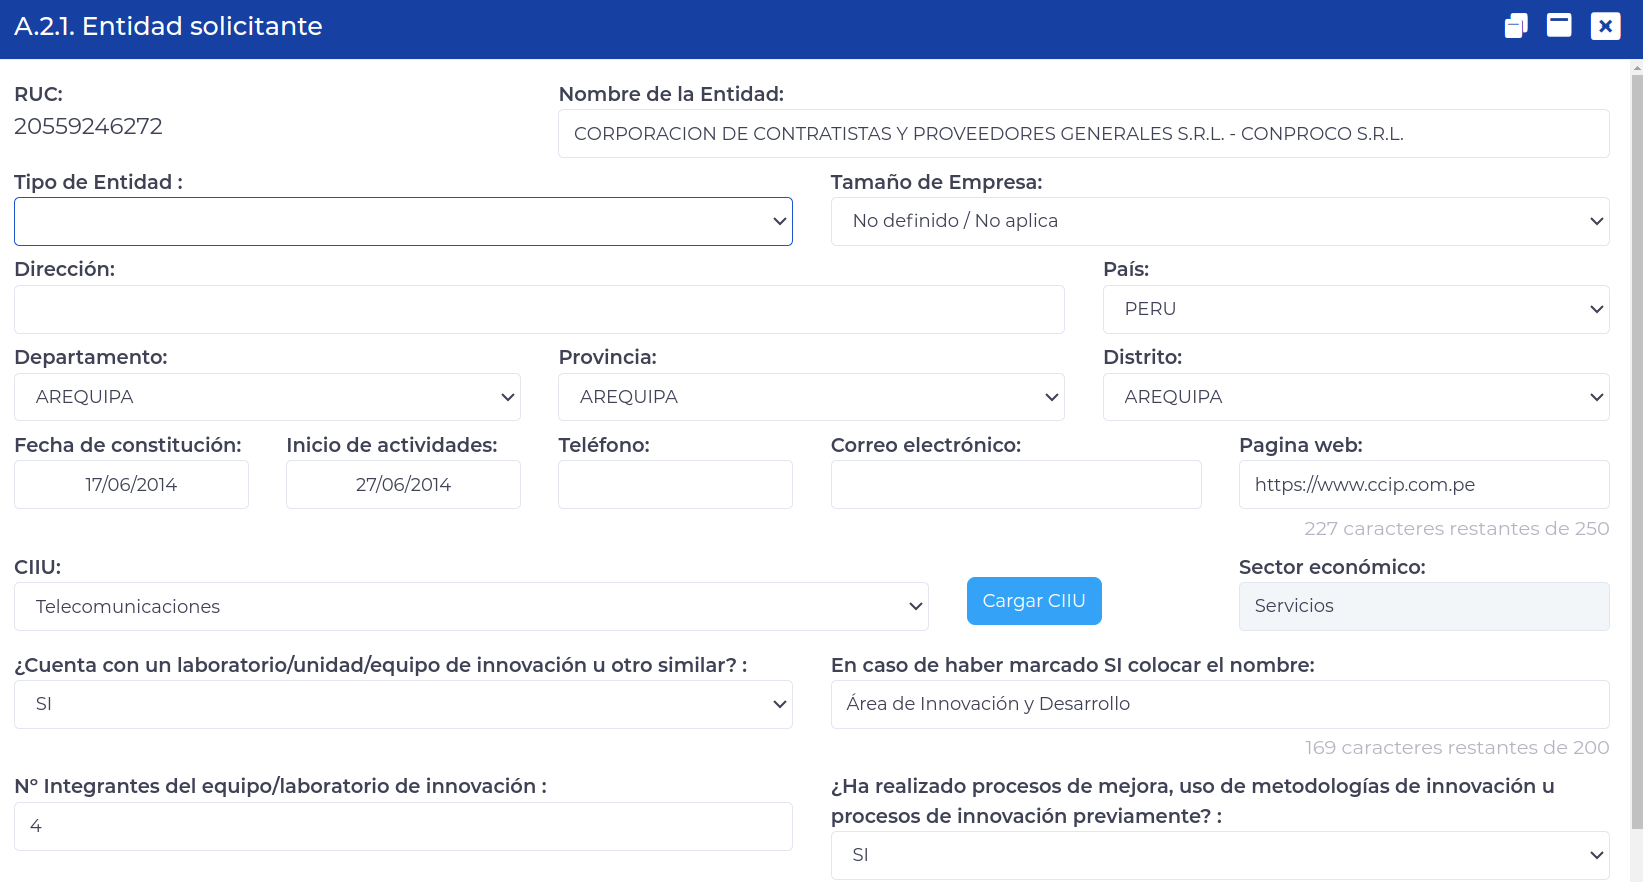 A.2.1. Entidad solicitante
RUC:
20559246272
Nombre de la Entidad:
CORPORACION DE CONTRATISTAS Y PROVEEDORES GENERALES S.R.L. - CONPROCO S.R.L.
Tipo de Entidad :
Tamaño de Empresa:
No definido / No aplica
Dirección:
País:
PERU
Departamento:
Provincia:
Distrito:
AREQUIPA
AREQUIPA
AREQUIPA
Fecha de constitución:
Inicio de actividades:
Teléfono:
Correo electrónico:
Pagina web:
17/06/2014
27/06/2014
https://www.ccip.com.pe
227 caracteres restantes de 250
CIIU:
Telecomunicaciones
Cargar CIIU
Sector económico:
Servicios
¿Cuenta con un laboratorio/unidad/equipo de innovación u otro similar? :
SI
En caso de haber marcado SI colocar el nombre:
Área de Innovación y Desarrollo
169 caracteres restantes de 200
Nº Integrantes del equipo/laboratorio de innovación :
4
¿Ha realizado procesos de mejora, uso de metodologías de innovación u
procesos de innovación previamente? :
SI